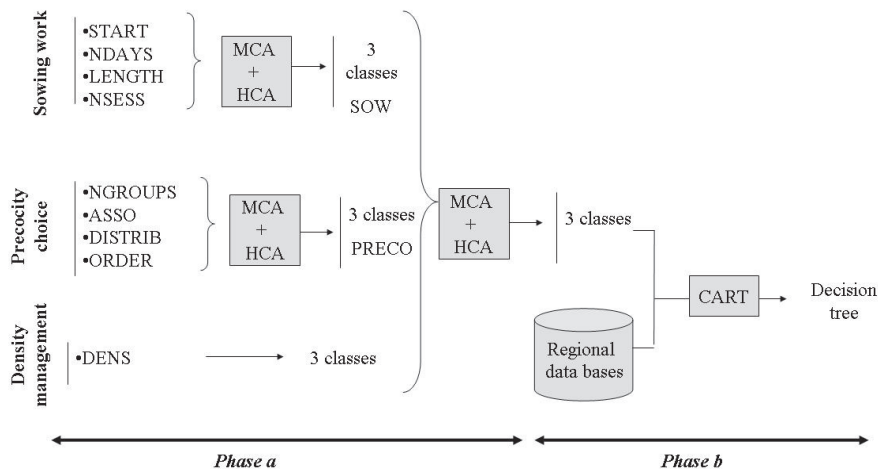 Sowing work
•START
•NDAYS
•LENGTH
•NSESS
MCA
+
HCA
3
classes
SOW
Precocity
choice
•NGROUPS
•ASSO
•DISTRIB
•ORDER
MCA
+
HCA
3 classes
PRECO
MCA
+
HCA
3 classes
Density
management
•DENS
3 classes
Regional
data bases
CART
Decision
tree
Phase a
Phase b